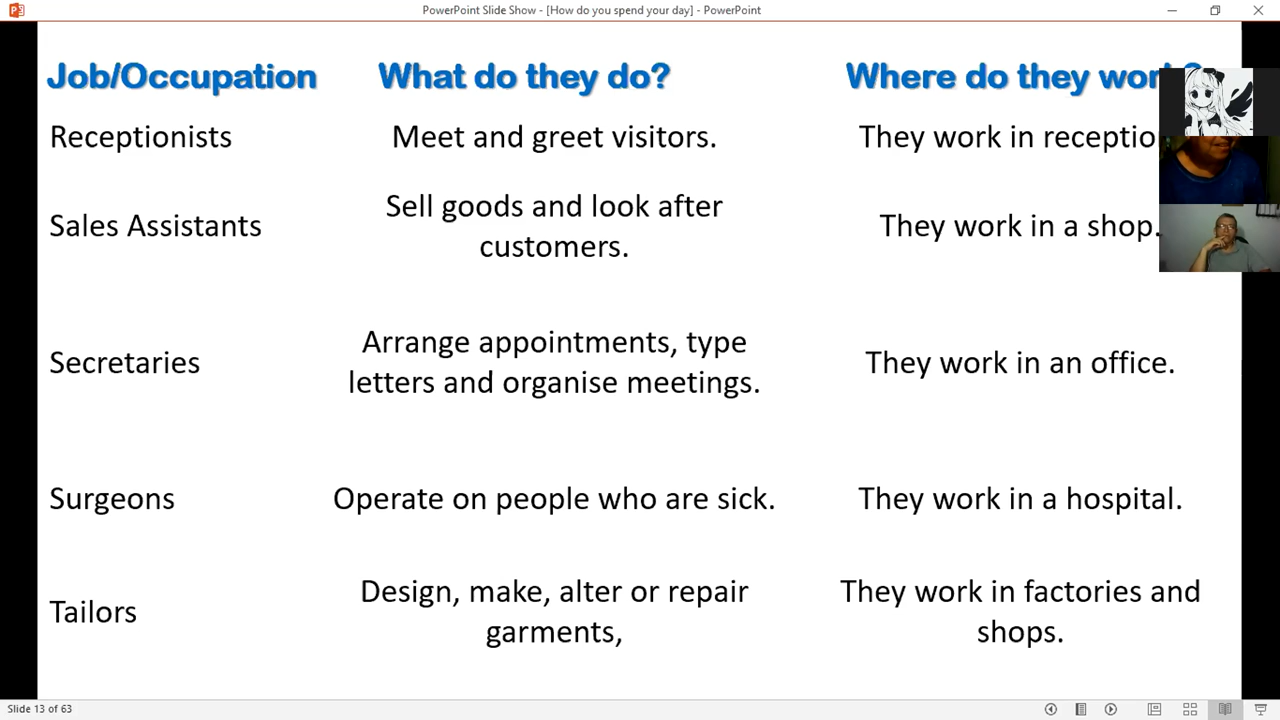 PowerPoint Slide Show - [How do you spend your day] - PowerPoint
Job/Occupation What do they do? Where do they work?
Receptionists Meet and greet visitors. They work in receptio
Sell goods and look after
Sales Assistants They work in a shop.
customers.
Arrange appointments, type
Secretaries They work in an office.
letters and organise meetings.
Surgeons Operate on people who are sick. They work in a hospital.
Design, make, alter or repair They work in factories and
Tailors
garments, shops.
Slide 13 of 63